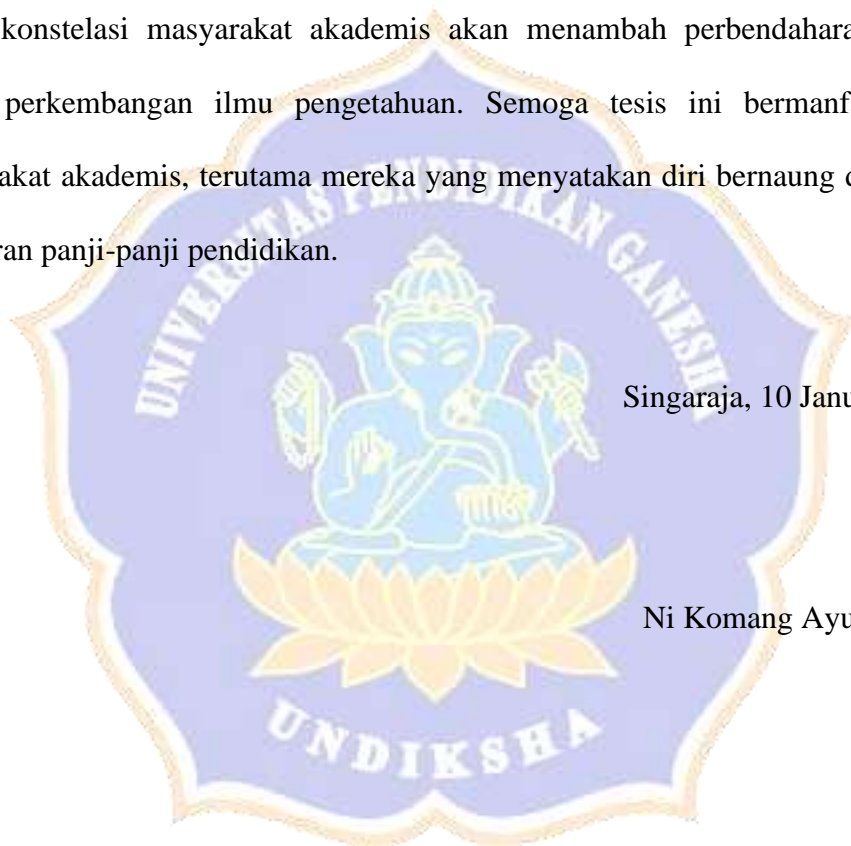 konstelasi masyarakat akademis akan menambah perbendahara
perkembangan ilmu pengetahuan. Semoga tesis ini bermanf
akat akademis, terutama mereka yang menyatakan diri bernaung
ran panji-panji pendidikan.
UNIVERSITAS PENDIDIKAN GANESHA
Singaraja, 10 Janu
Ni Komang Ayu
UNDIKSHA